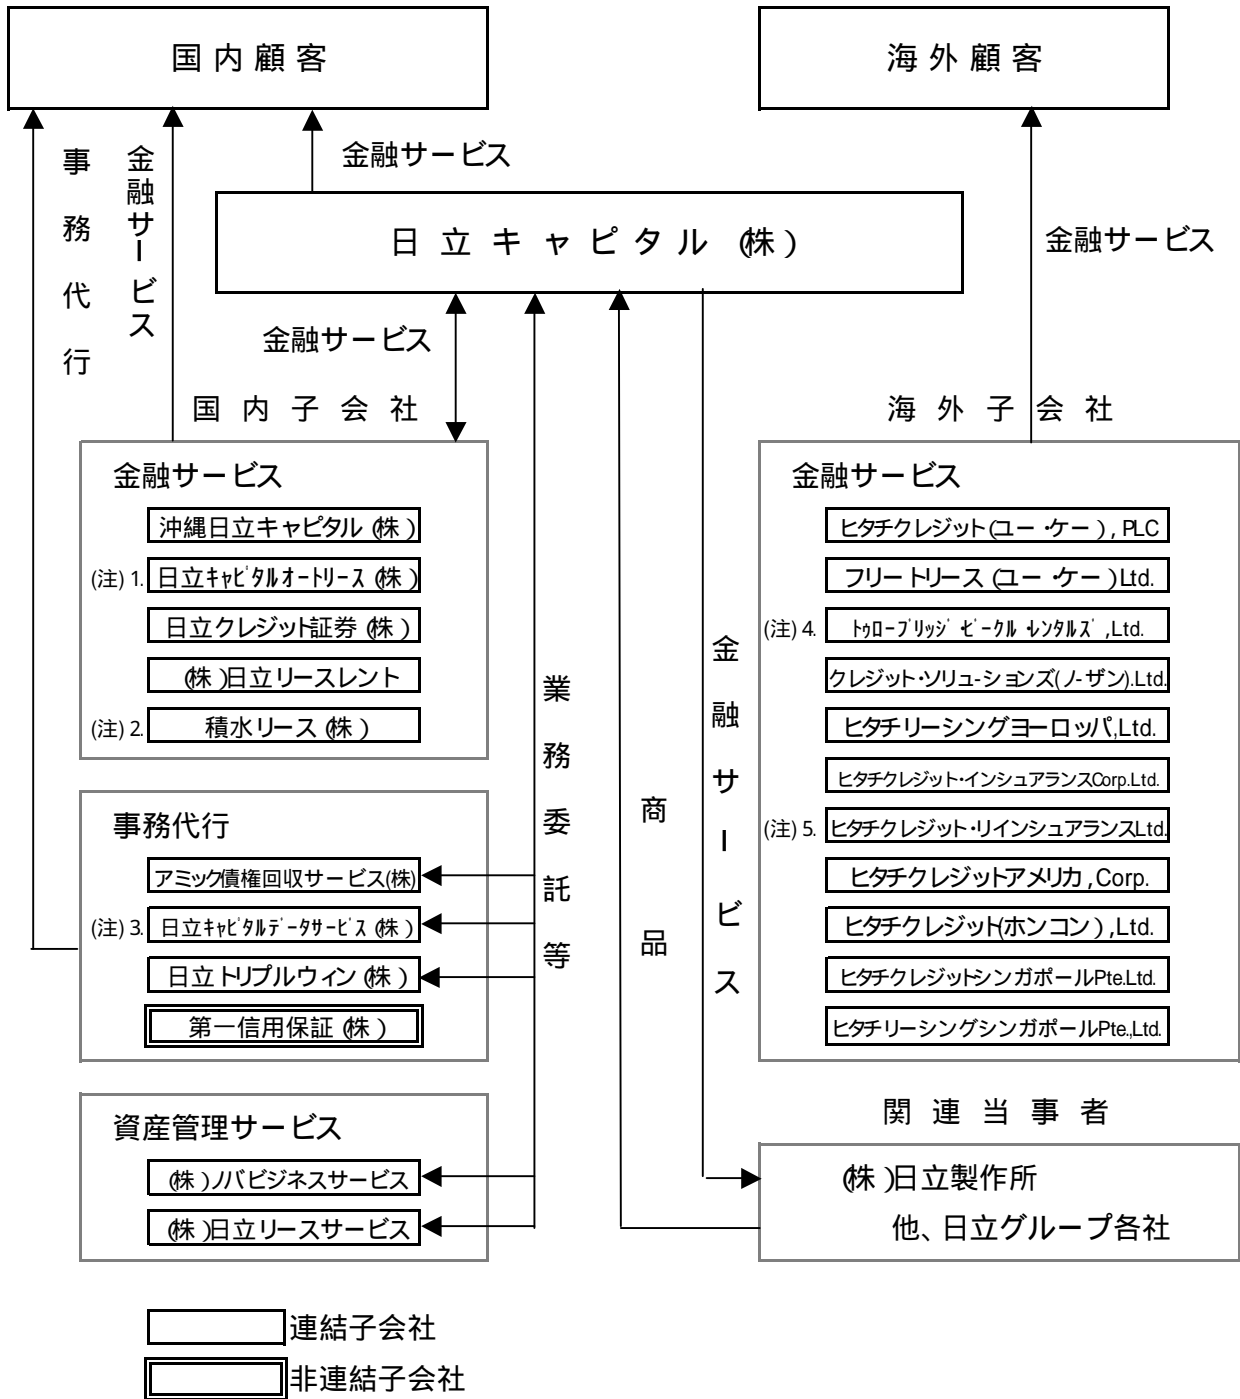 国内顧客
海外顧客
事務代行
金融サービス
金融サービス
日立キャピタル(株)
金融サービス
金融サービス
国内子会社
海外子会社
金融サービス
沖縄日立キャピタル(株)
(注) 1. 日立ｷｬﾋﾟﾀﾙオートリース(株)
日立クレジット証券(株)
(株)日立リースレント
(注) 2. 積水リース(株)
事務代行
アミック債権回収サービス(株)
(注) 3. 日立ｷｬﾋﾟﾀﾙﾃﾞｰﾀｻｰﾋﾞｽ(株)
日立トリプルウィン(株)
第一信用保証(株)
資産管理サービス
(株)ノバビジネスサービス
(株)日立リースサービス
業務委託等
商品
金融サービス
金融サービス
ヒタチクレジット(ユー・ケー), PLC
フリートリース(ユー・ケー)Ltd.
(注) 4. ﾄｩﾛｰﾌﾞﾘｯｼﾞ･ﾋﾞｰｸﾙ･ﾚﾝﾀﾙｽﾞ,Ltd.
クレジット・ソリュ-ションズ(ノ-ザン).Ltd.
ヒタチリーシングヨーロッパ,Ltd.
ヒタチクレジット・インシュアランスCorp.Ltd.
(注) 5. ヒタチクレジット・リインシュアランスLtd.
ヒタチクレジットアメリカ,Corp.
ヒタチクレジット(ホンコン),Ltd.
ヒタチクレジットシンガポールPte.Ltd.
ヒタチリーシングシンガポールPte.,Ltd.
関連当事者
(株)日立製作所
他、日立グループ各社
連結子会社
非連結子会社